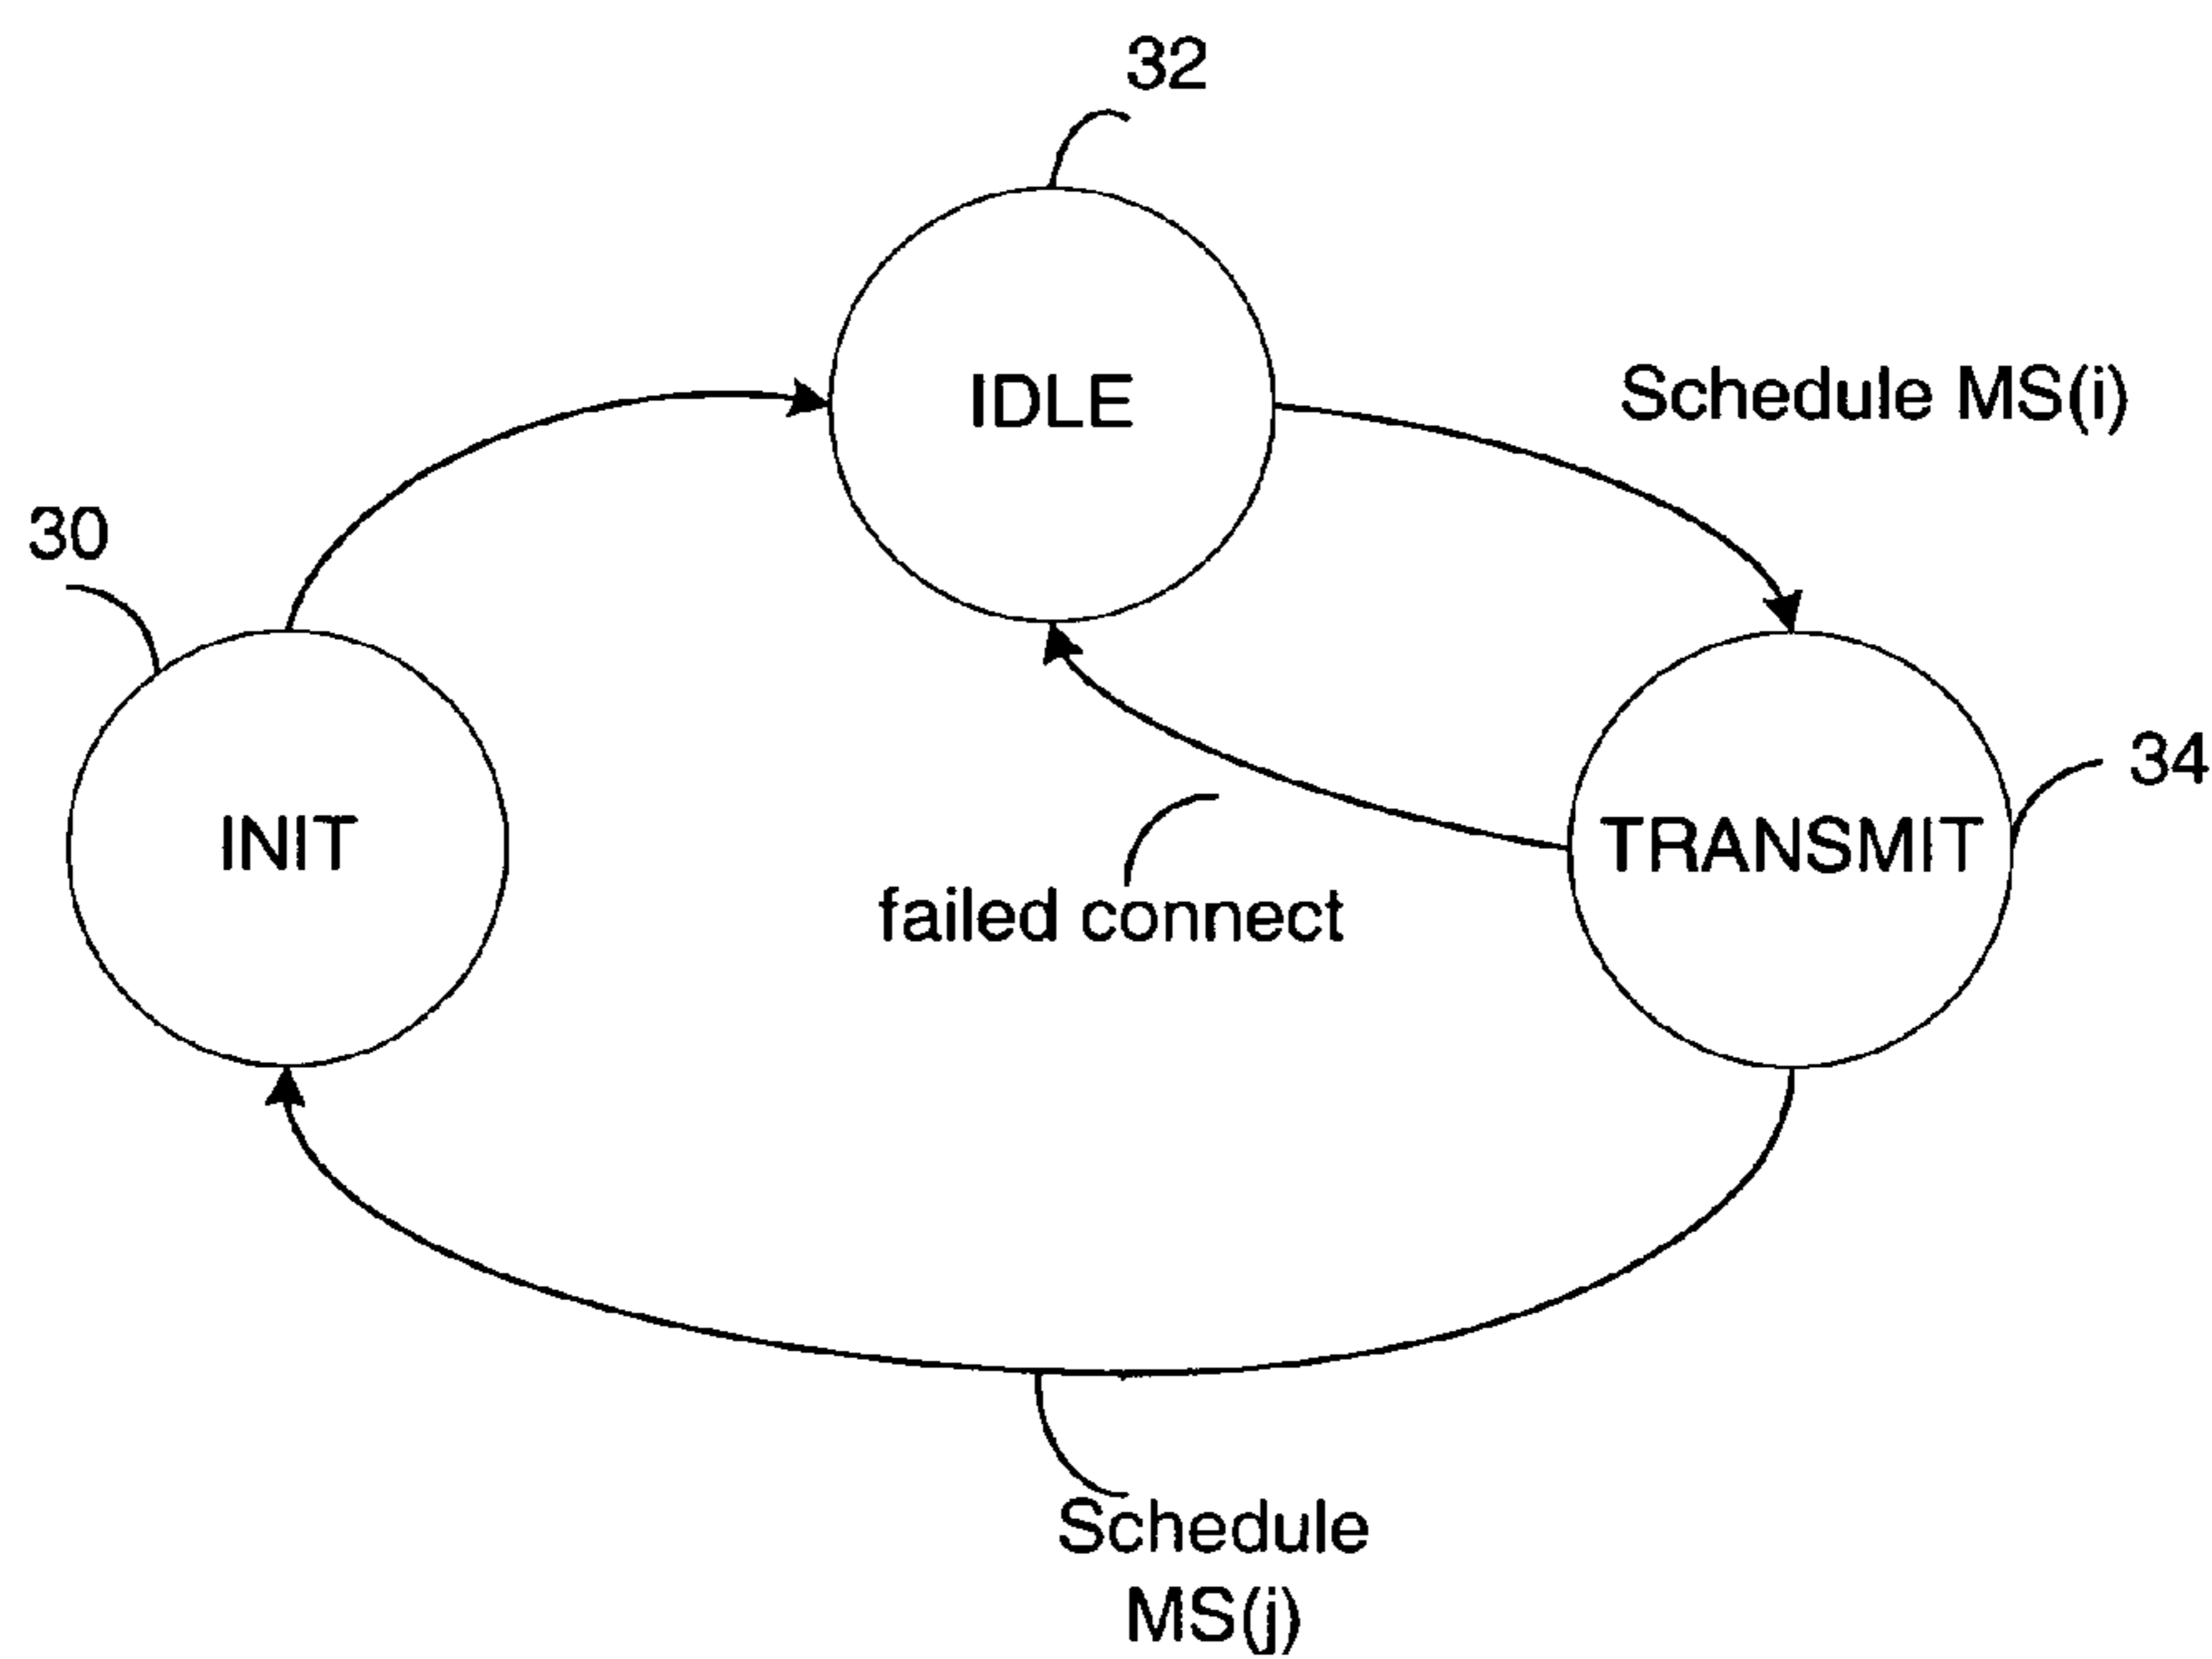 32
IDLE
Schedule MS(i)
30
34
INIT
TRANSMIT
failed connect
Schedule
MS(j)